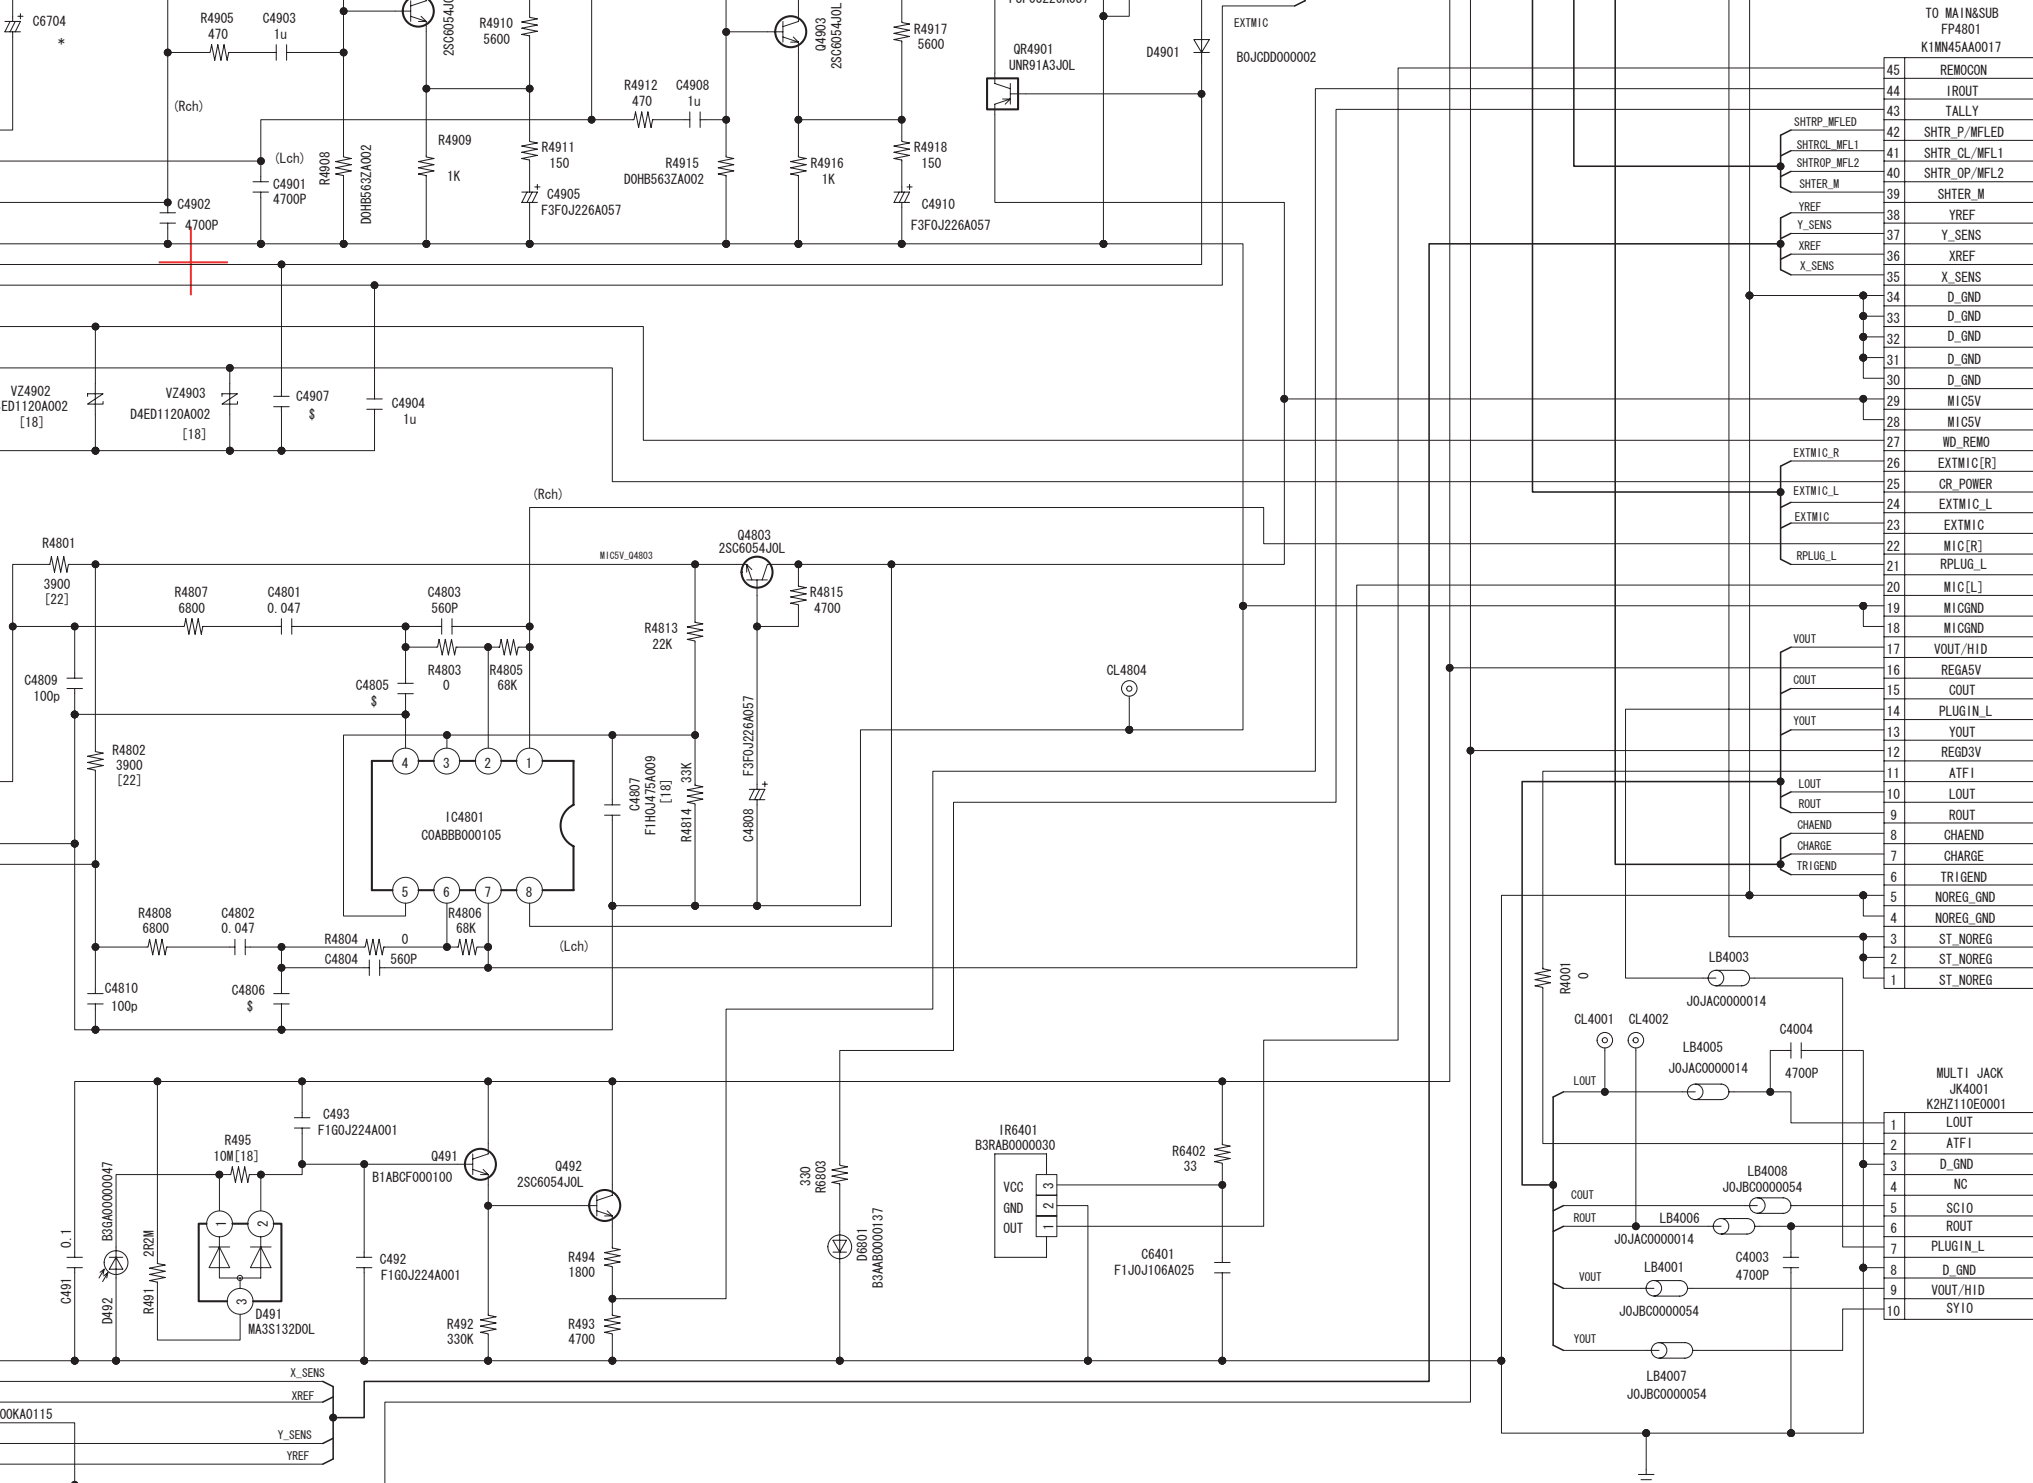 C6704
*
R4905
470
C4903
1u
2SC6054J0L
R4910
5600
Q4903
2SC6054J0L
R4917
5600
EXTMIC
D4901
B0JCDD000002
QR4901
UNR91A3J0L
(Rch)
R4912
470
C4908
1u
(Lch)
C4901
4700P
C4902
4700P
R4908
D0HB563ZA002
R4909
1K
R4911
150
C4905
F3F0J226A057
R4915
D0HB563ZA002
R4916
1K
R4918
150
C4910
F3F0J226A057
VZ4902
ED1120A002
[18]
VZ4903
D4ED1120A002
[18]
C4907
$
C4904
1u
TO MAIN&SUB
FP4801
K1MN45AA0017
45 REMOCON
44 IROUT
43 TALLY
SHTRP_MFLED 42 SHTR_P/MFLED
SHTRCL_MFL1 41 SHTR_CL/MFL1
SHTROP_MFL2 40 SHTR_OP/MFL2
SHTER_M 39 SHTER_M
YREF 38 YREF
Y_SENS 37 Y_SENS
XREF 36 XREF
X_SENS 35 X_SENS
34 D_GND
33 D_GND
32 D_GND
31 D_GND
30 D_GND
29 MIC5V
28 MIC5V
27 WD_REMO
EXTMIC_R 26 EXTMIC[R]
25 CR_POWER
EXTMIC_L 24 EXTMIC_L
EXTMIC 23 EXTMIC
22 MIC[R]
RPLUG_L 21 RPLUG_L
20 MIC[L]
19 MICGND
18 MICGND
VOUT 17 VOUT/HID
16 REGA5V
COUT 15 COUT
14 PLUGIN_L
YOUT 13 YOUT
12 REGD3V
11 ATFI
LOUT 10 LOUT
ROUT 9 ROUT
CHAEND 8 CHAEND
CHARGE 7 CHARGE
TRIGEND 6 TRIGEND
5 NOREG_GND
4 NOREG_GND
3 ST_NOREG
2 ST_NOREG
1 ST_NOREG
(Rch)
R4801
3900
[22]
R4807
6800
C4801
0.047
C4803
560P
MIC5V_Q4803
Q4803
2SC6054J0L
R4815
4700
R4813
22K
C4809
100p
C4805
$
R4803
0
R4805
68K
CL4804
R4802
3900
[22]
4 3 2 1
IC4801
C0ABBB000105
5 6 7 8
C4807
F1H0J475A009
[18]
R4814 33K
C4808
F3F0J226A057
R4808
6800
C4802
0.047
R4804 0
C4804 560P
R4806
68K
(Lch)
C4810
100p
C4806
$
R4001
0
LB4003
J0JAC0000014
CL4001 CL4002
LB4005
J0JAC0000014
C4004
4700P
LOUT
MULTI JACK
JK4001
K2HZ110E0001
1 LOUT
2 ATFI
3 D_GND
4 NC
5 SCIO
6 ROUT
7 PLUGIN_L
8 D_GND
9 VOUT/HID
10 SYIO
COUT
LB4008
J0JBC0000054
ROUT
LB4006
J0JAC0000014
C4003
4700P
VOUT
LB4001
J0JBC0000054
YOUT
LB4007
J0JBC0000054
C493
F1G0J224A001
R495
10M[18]
Q491
B1ABCF000100
Q492
2SC6054J0L
C491 0.1
D492
B3GA00000047
R491 2R2M
1 2
3
D491
MA3S132D0L
C492
F1G0J224A001
R492
330K
R494
1800
R493
4700
330
R6803
D6801
B3AAB0000137
IR6401
B3RAB0000030
VCC 3
GND 2
OUT 1
R6402
33
C6401
F1J0J106A025
X_SENS
XREF
00KA0115
Y_SENS
YREF